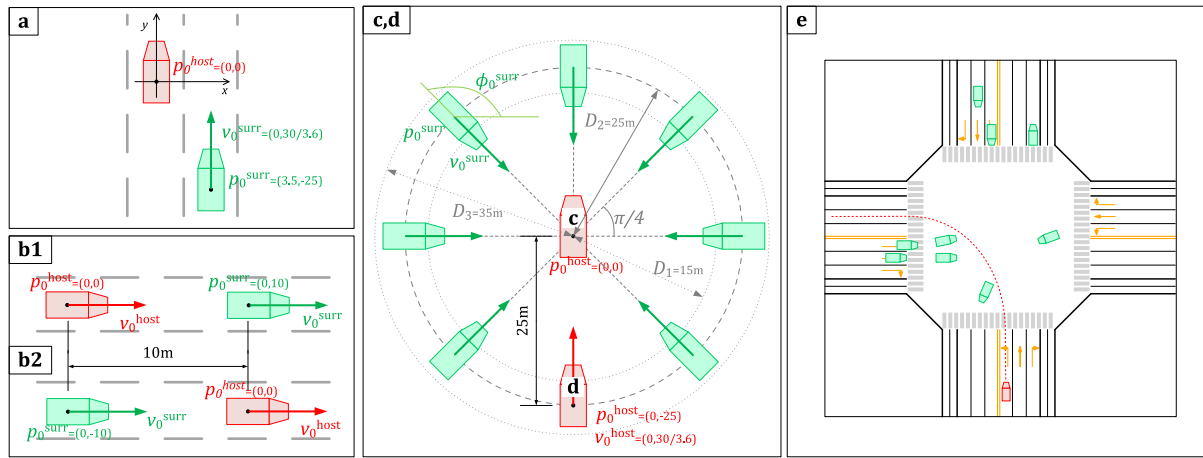 a
y
p₀ʰᵒˢᵗ=(0,0)
x
v₀ˢᵘʳʳ=(0,30/3.6)
p₀ˢᵘʳʳ=(3.5,-25)
b1
p₀ʰᵒˢᵗ=(0,0)
p₀ˢᵘʳʳ=(0,10)
v₀ʰᵒˢᵗ
v₀ˢᵘʳʳ
10m
b2
p₀ʰᵒˢᵗ=(0,0)
v₀ˢᵘʳʳ
v₀ʰᵒˢᵗ
p₀ˢᵘʳʳ=(0,-10)
c,d
ϕ₀ˢᵘʳʳ
D₂=25m
p₀ˢᵘʳʳ
v₀ˢᵘʳʳ
D₃=35m
c
π/4
p₀ʰᵒˢᵗ=(0,0)
D₁=15m
25m
d
p₀ʰᵒˢᵗ=(0,-25)
v₀ʰᵒˢᵗ=(0,30/3.6)
e